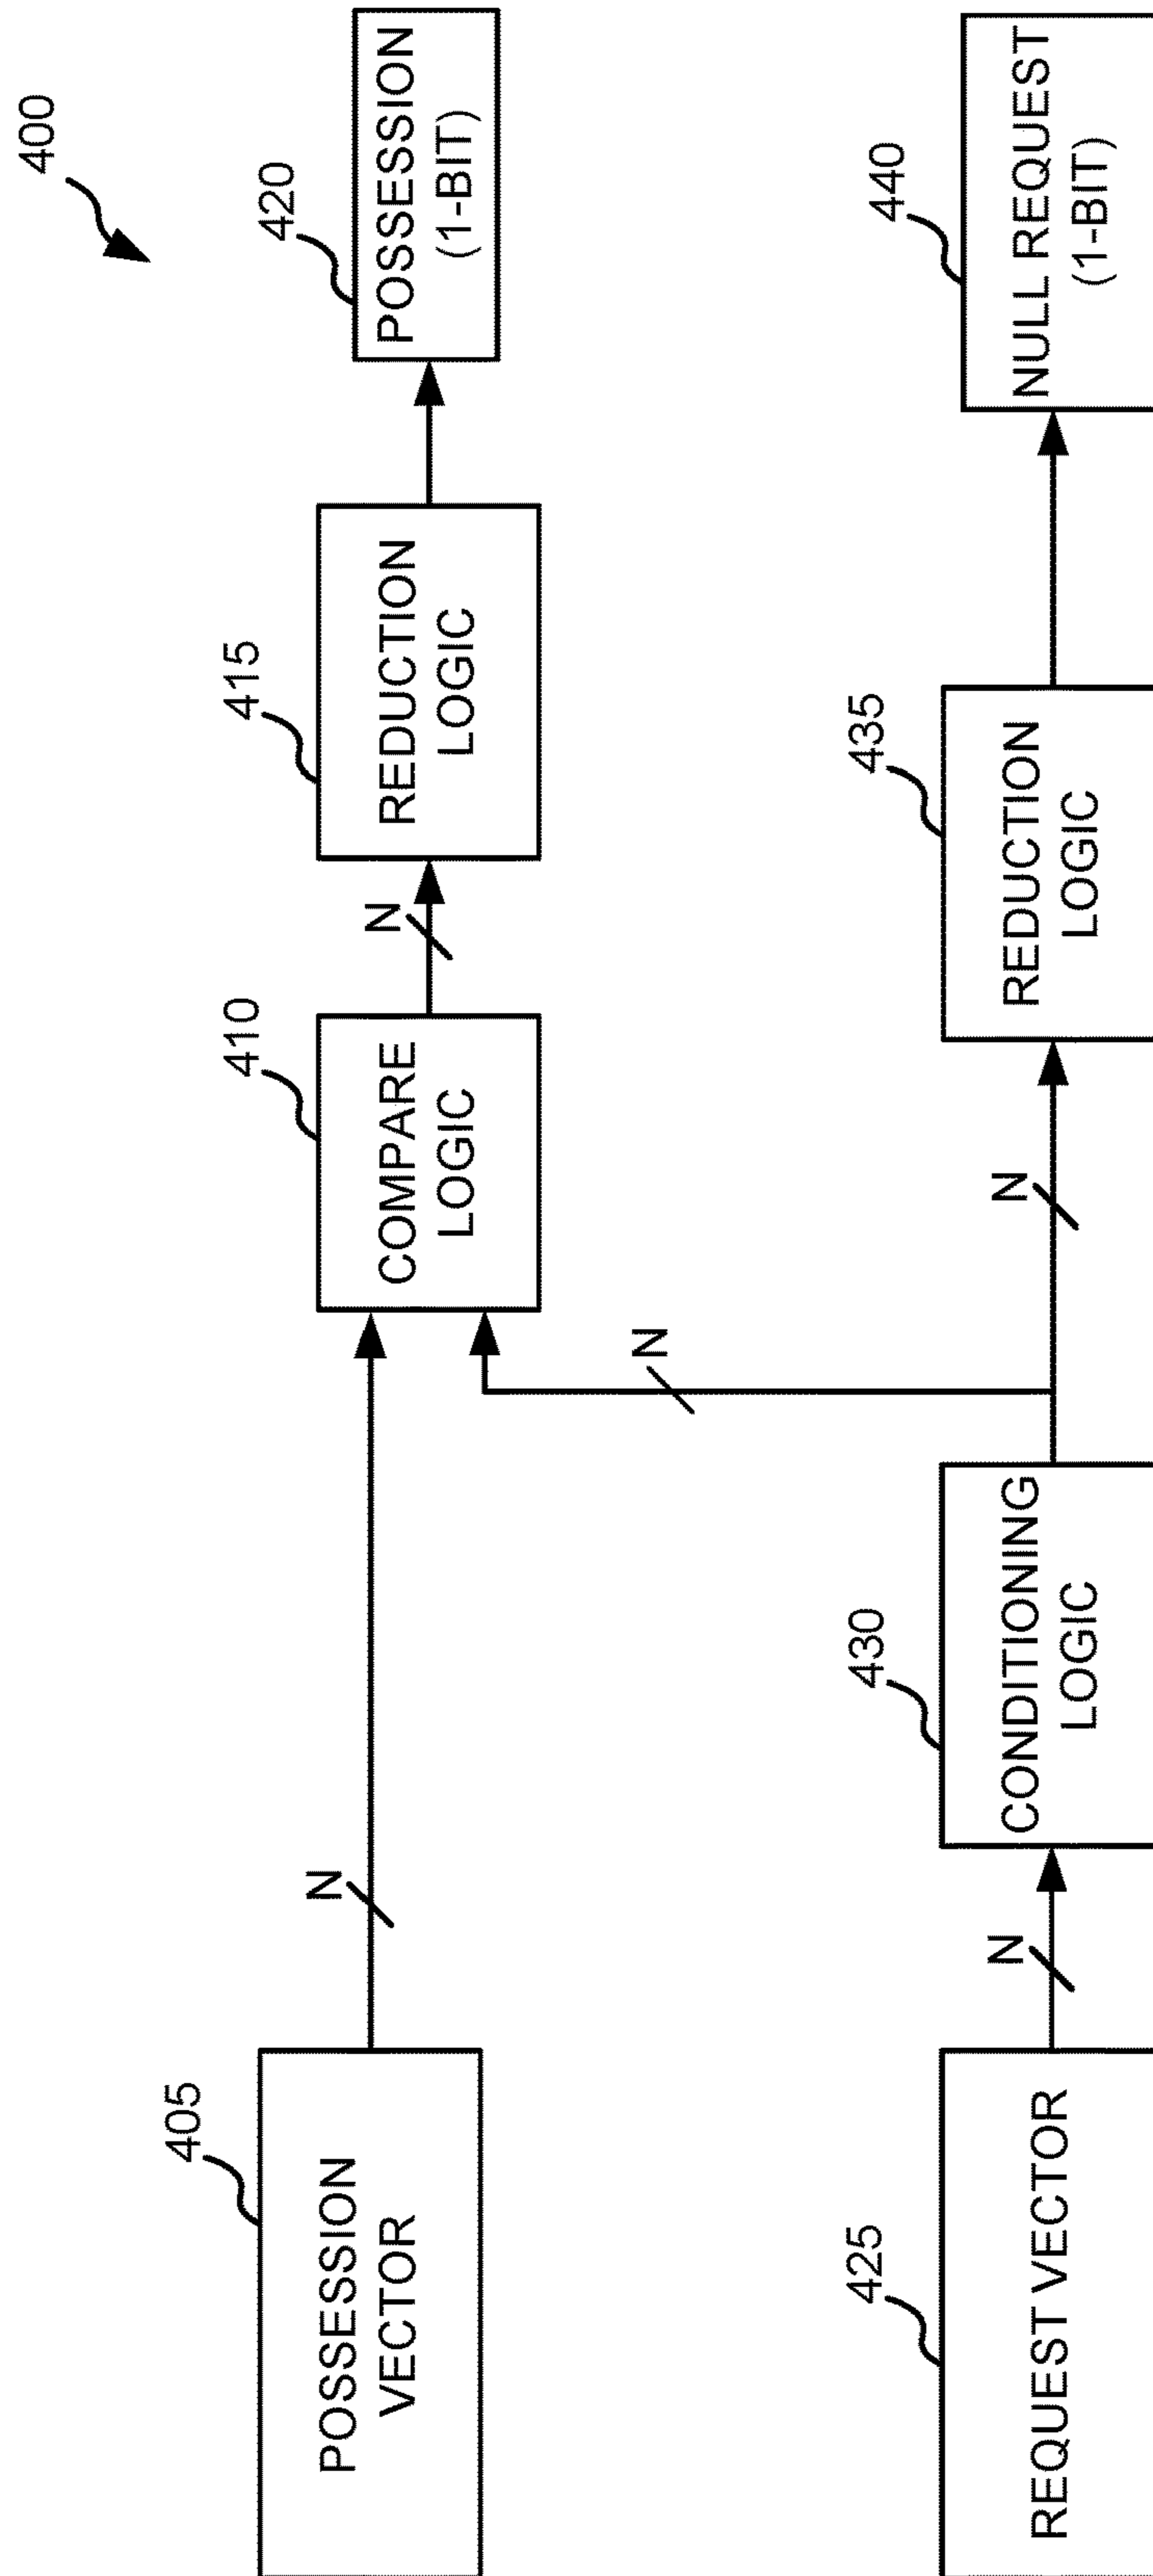 400
405
POSSESSION
VECTOR
N
410
COMPARE
LOGIC
N
415
REDUCTION
LOGIC
420
POSSESSION
(1-BIT)
N
425
REQUEST VECTOR
N
430
CONDITIONING
LOGIC
N
435
REDUCTION
LOGIC
440
NULL REQUEST
(1-BIT)